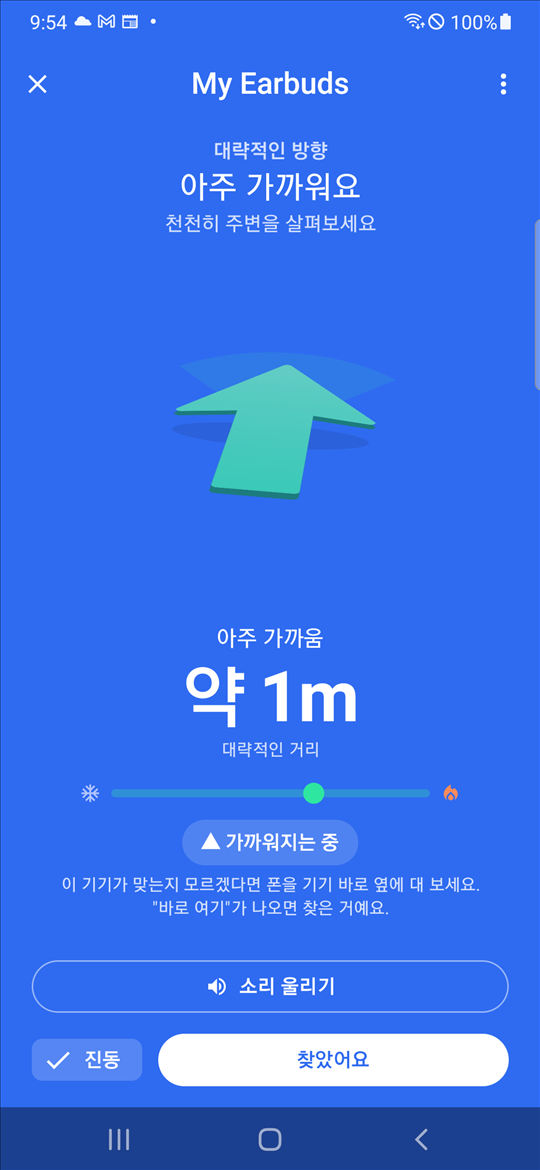 9:54
100%
My Earbuds
대략적인 방향
아주 가까워요
천천히 주변을 살펴보세요
아주 가까움
약 1m
대략적인 거리
가까워지는 중
이 기기가 맞는지 모르겠다면 폰을 기기 바로 옆에 대 보세요.
"바로 여기"가 나오면 찾은 거예요.
소리 울리기
진동
찾았어요